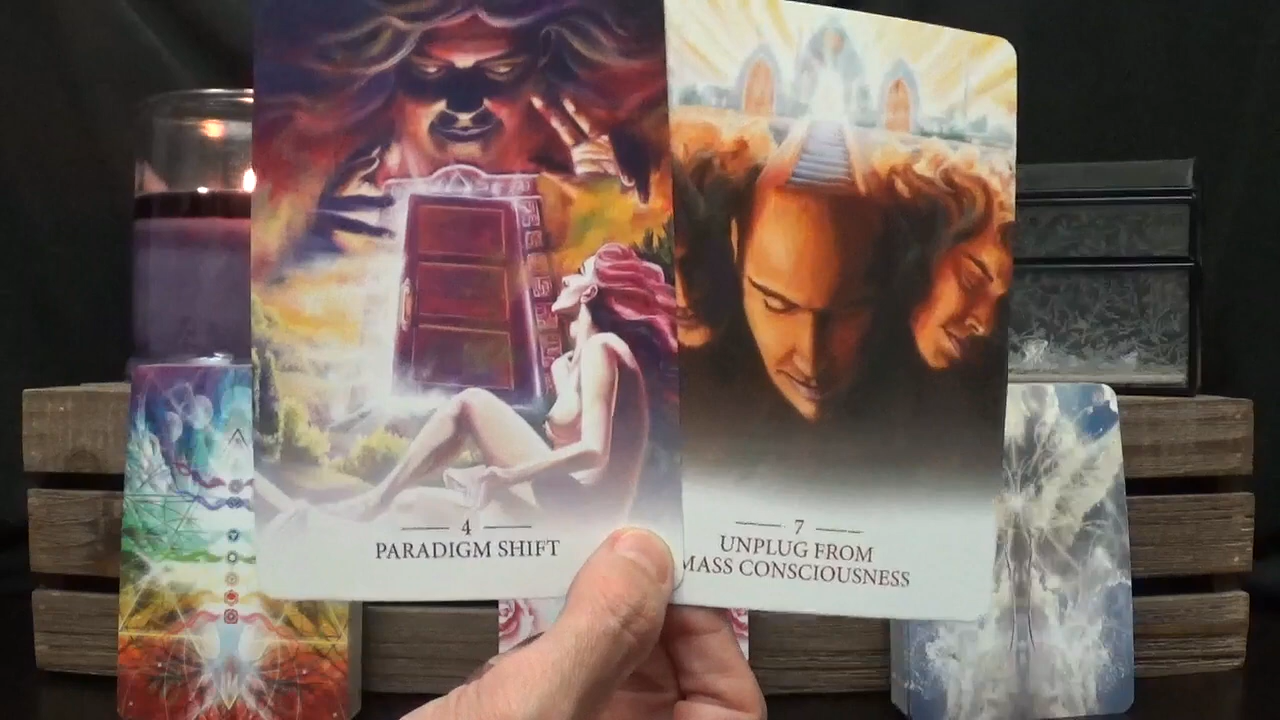 4
PARADIGM SHIFT
7
UNPLUG FROM
MASS CONSCIOUSNESS